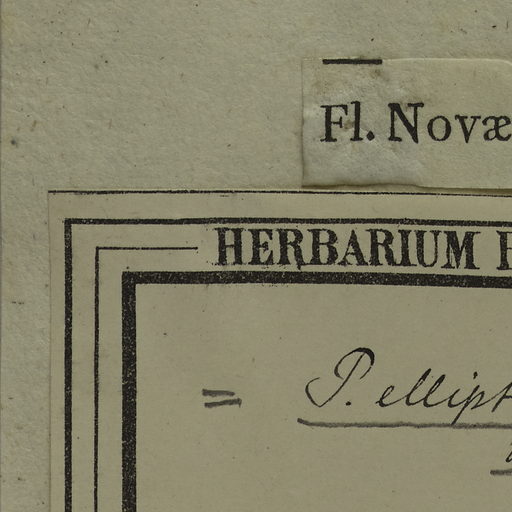 Fl. Novæ
HERBARIUM
= P. ellipt